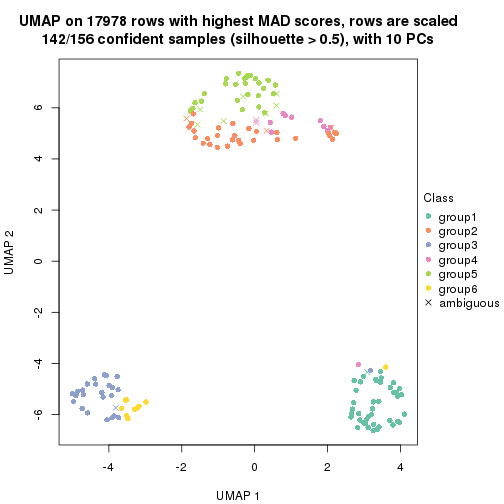 UMAP on 17978 rows with highest MAD scores, rows are scaled
142/156 confident samples (silhouette > 0.5), with 10 PCs
6
4
2
0
-2
-4
-6
UMAP 2
-4
-2
0
2
4
UMAP 1
Class
group1
group2
group3
group4
group5
group6
ambiguous